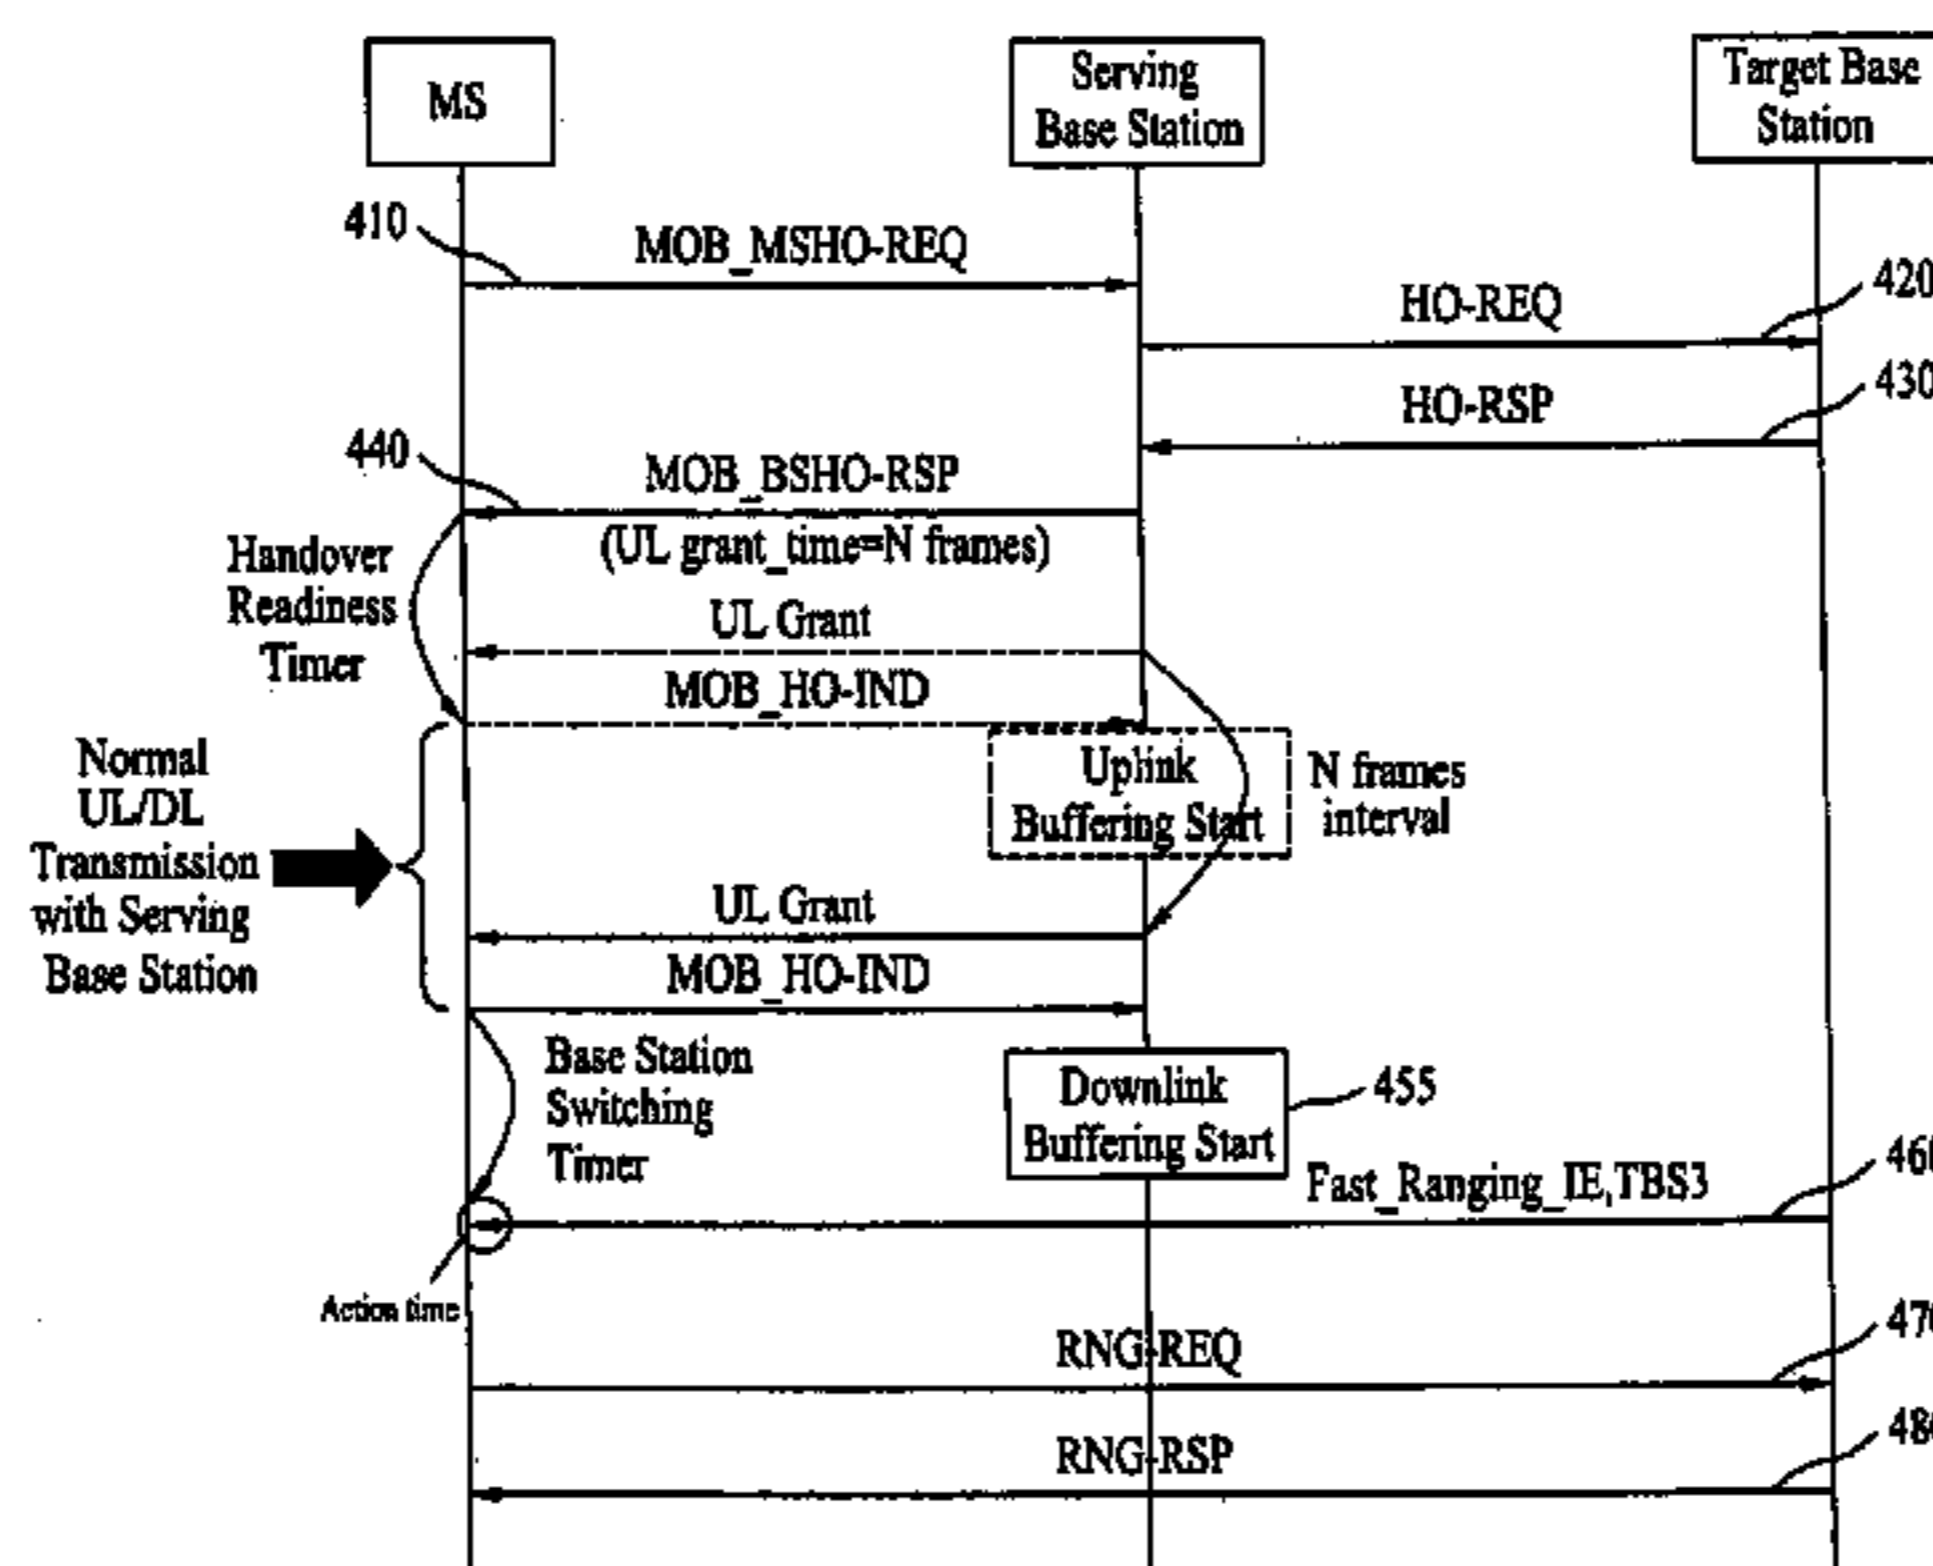 MS
Serving
Base Station
Target Base
Station
410
MOB_MSHO-REQ
HO-REQ
420
HO-RSP
430
440
MOB_BSHO-RSP
(UL grant_time=N frames)
Handover
Readiness
Timer
UL Grant
MOB_HO-IND
Normal
UL/DL
Transmission
with Serving
Base Station
Uplink
Buffering Start
N frames
interval
UL Grant
MOB_HO-IND
Base Station
Switching
Timer
Downlink
Buffering Start
455
Fast_Ranging_IE,TBS3
460
Action time
RNG-REQ
470
RNG-RSP
480